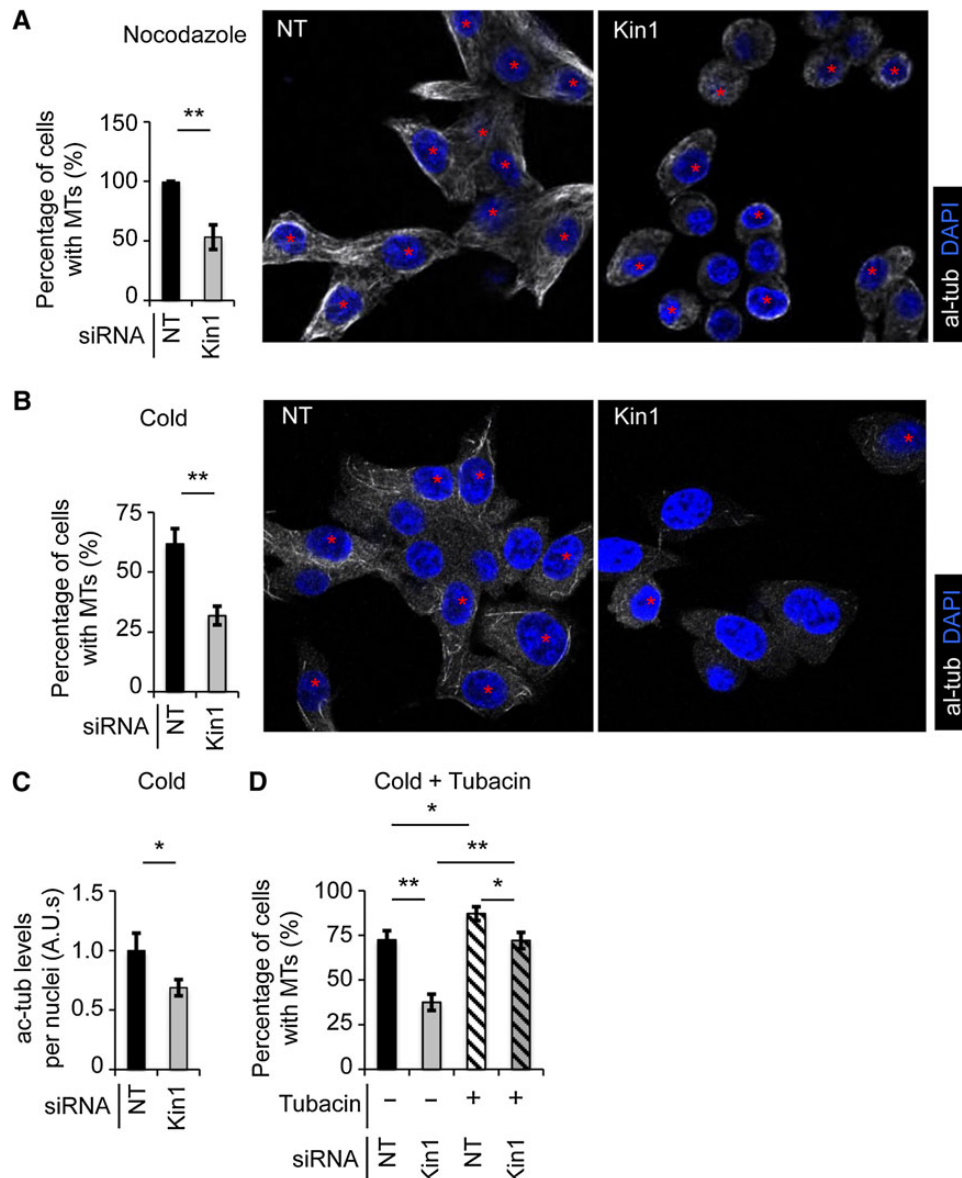 A
Nocodazole
NT
Kin1
**
Percentage of cells
with MTs (%)
150
100
50
0
siRNA
NT
Kin1
al-tub DAPI
B
Cold
NT
Kin1
**
Percentage of cells
with MTs (%)
75
50
25
0
siRNA
NT
Kin1
al-tub DAPI
C
Cold
*
ac-tub levels
per nuclei (A.U.s)
1.5
1.0
0.5
0
siRNA
NT
Kin1
D
Cold + Tubacin
*
**
**
*
Percentage of cells
with MTs (%)
100
75
50
25
0
Tubacin
– – + +
siRNA
NT
Kin1
NT
Kin1